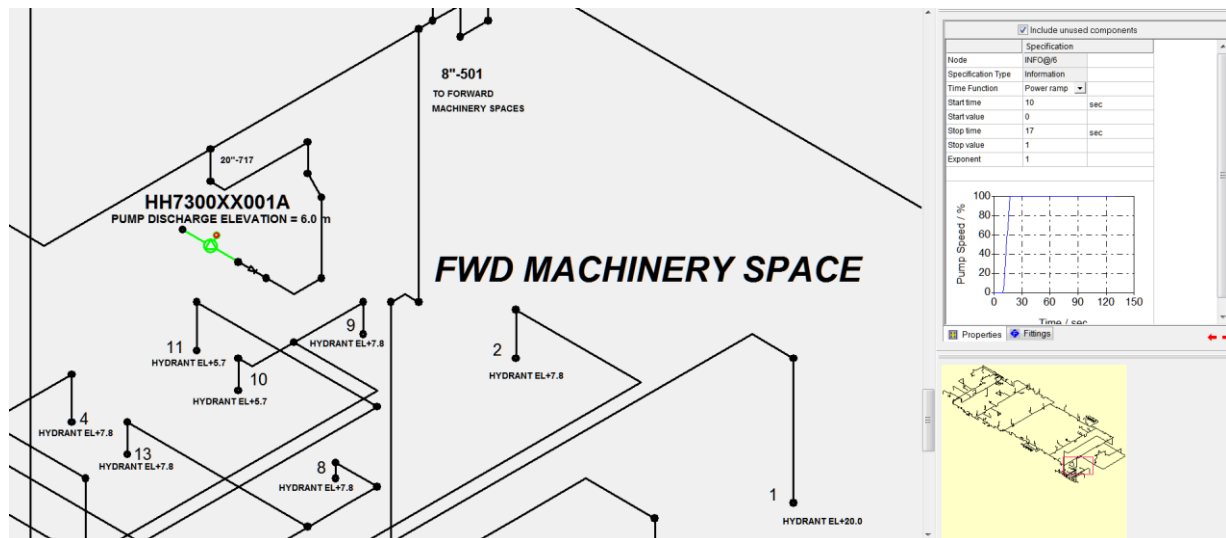 8"-501
TO FORWARD
MACHINERY SPACES
20"-717
HH7300XX001A
PUMP DISCHARGE ELEVATION = 6.0 m
FWD MACHINERY SPACE
9
HYDRANT EL+7.8
11
HYDRANT EL+5.7
10
HYDRANT EL+5.7
2
HYDRANT EL+7.8
4
HYDRANT EL+7.8
13
HYDRANT EL+7.8
8
HYDRANT EL+7.8
1
HYDRANT EL+20.0
Include unused components
Specification
Node INFO@/6
Specification Type Information
Time Function Power ramp
Start time 10 sec
Start value 0
Stop time 17 sec
Stop value 1
Exponent 1
Pump Speed / %
100
80
60
40
20
0
0 30 60 90 120 150
Time / sec
Properties Fittings